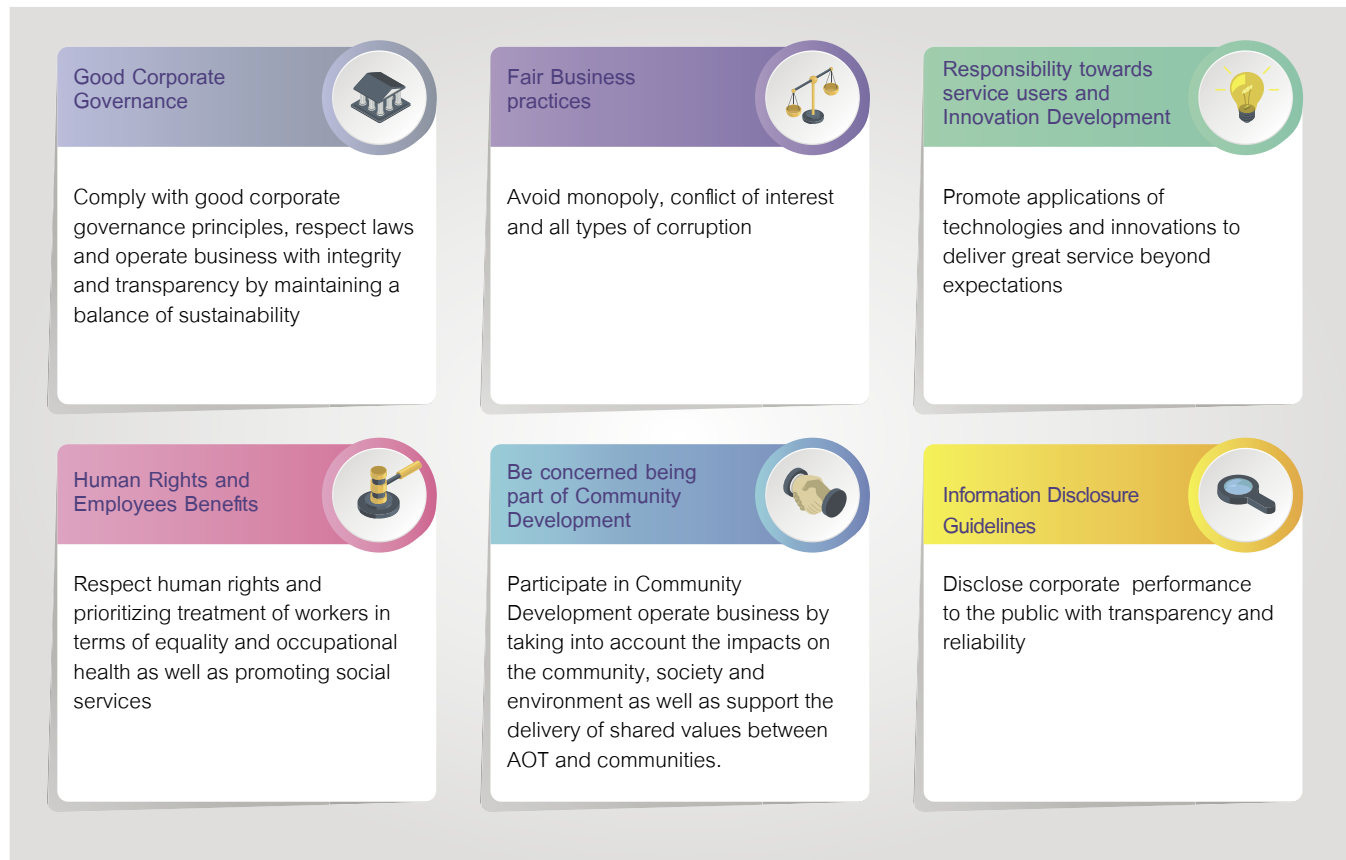 Good Corporate
Governance
Comply with good corporate
governance principles, respect laws
and operate business with integrity
and transparency by maintaining a
balance of sustainability
Fair Business
practices
Avoid monopoly, conflict of interest
and all types of corruption
Responsibility towards
service users and
Innovation Development
Promote applications of
technologies and innovations to
deliver great service beyond
expectations
Human Rights and
Employees Benefits
Respect human rights and
prioritizing treatment of workers in
terms of equality and occupational
health as well as promoting social
services
Be concerned being
part of Community
Development
Participate in Community
Development operate business by
taking into account the impacts on
the community, society and
environment as well as support the
delivery of shared values between
AOT and communities.
Information Disclosure
Guidelines
Disclose corporate performance
to the public with transparency and
reliability